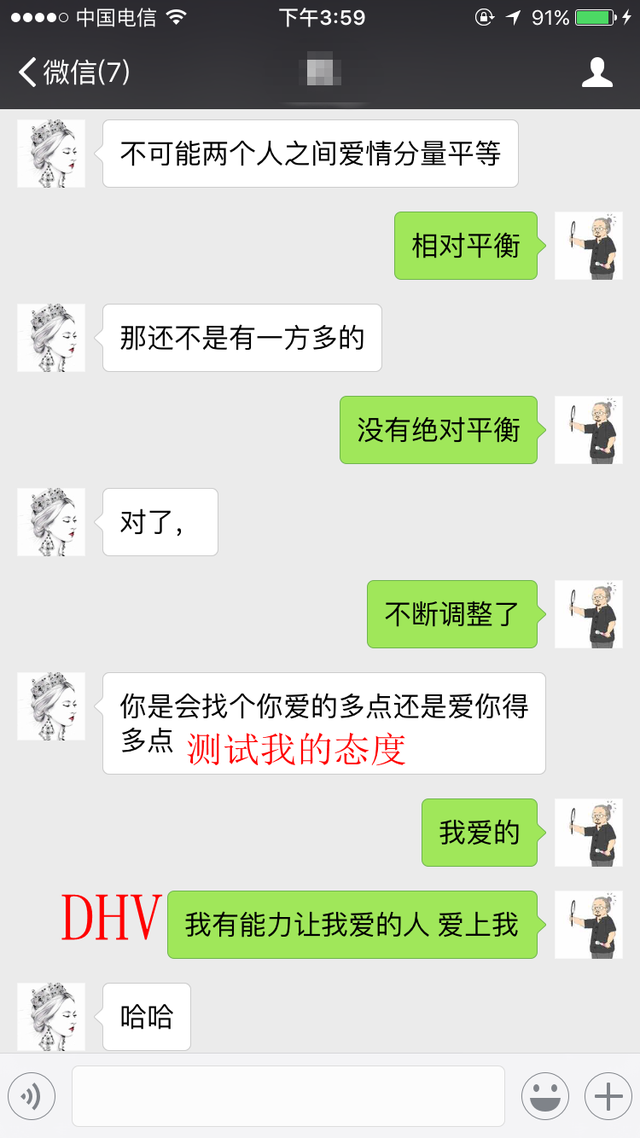 中国电信 下午3:59 91%
微信(7)
不可能两个人之间爱情分量平等
相对平衡
那还不是有一方多的
没有绝对平衡
对了，
不断调整了
你是会找个你爱的多点还是爱你得
多点 测试我的态度
我爱的
DHV 我有能力让我爱的人 爱上我
哈哈